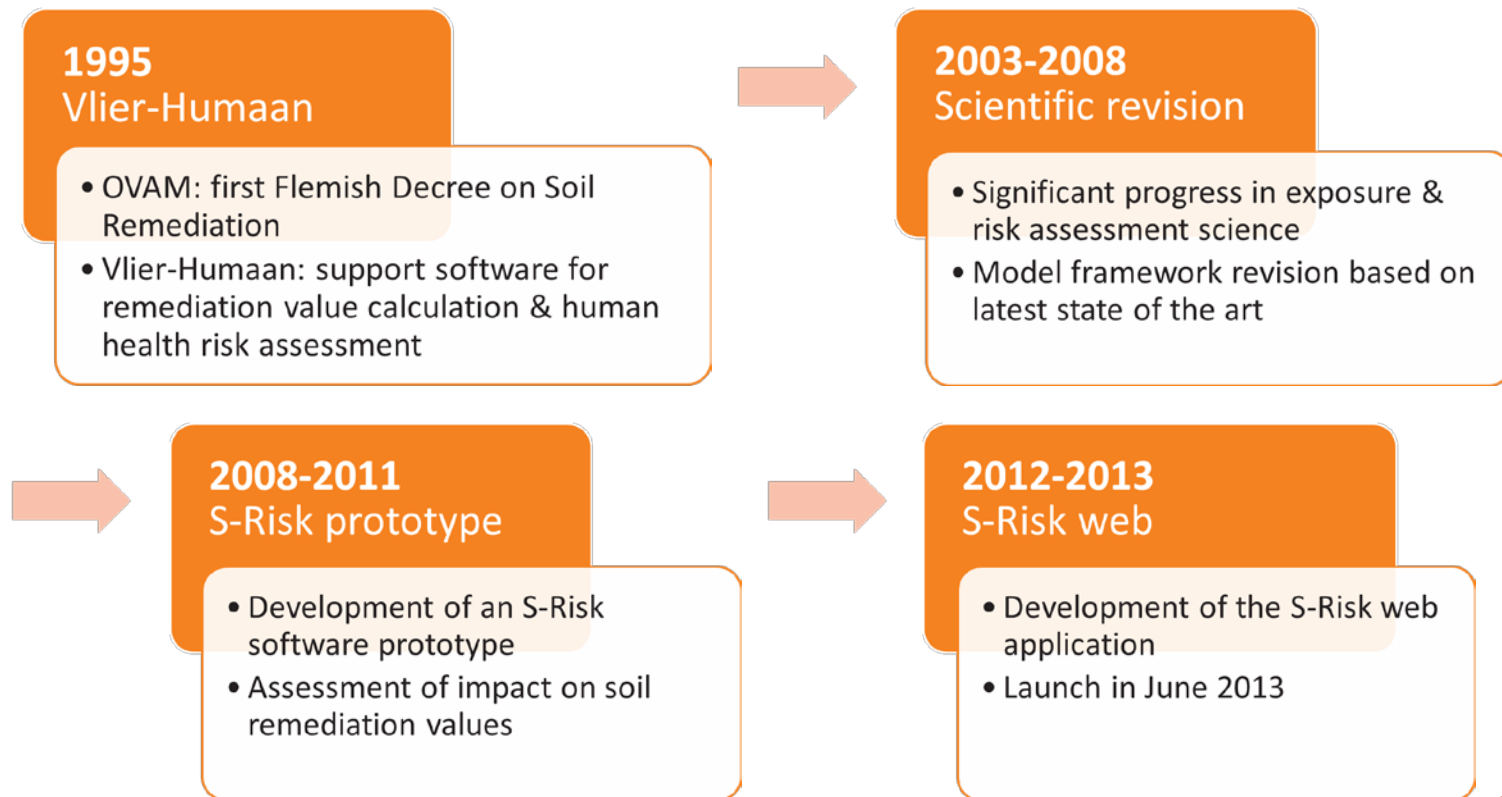 1995
Vlier-Humaan
• OVAM: first Flemish Decree on Soil
Remediation
• Vlier-Humaan: support software for
remediation value calculation & human
health risk assessment
2003-2008
Scientific revision
• Significant progress in exposure &
risk assessment science
• Model framework revision based on
latest state of the art
2008-2011
S-Risk prototype
• Development of an S-Risk
software prototype
• Assessment of impact on soil
remediation values
2012-2013
S-Risk web
• Development of the S-Risk web
application
• Launch in June 2013